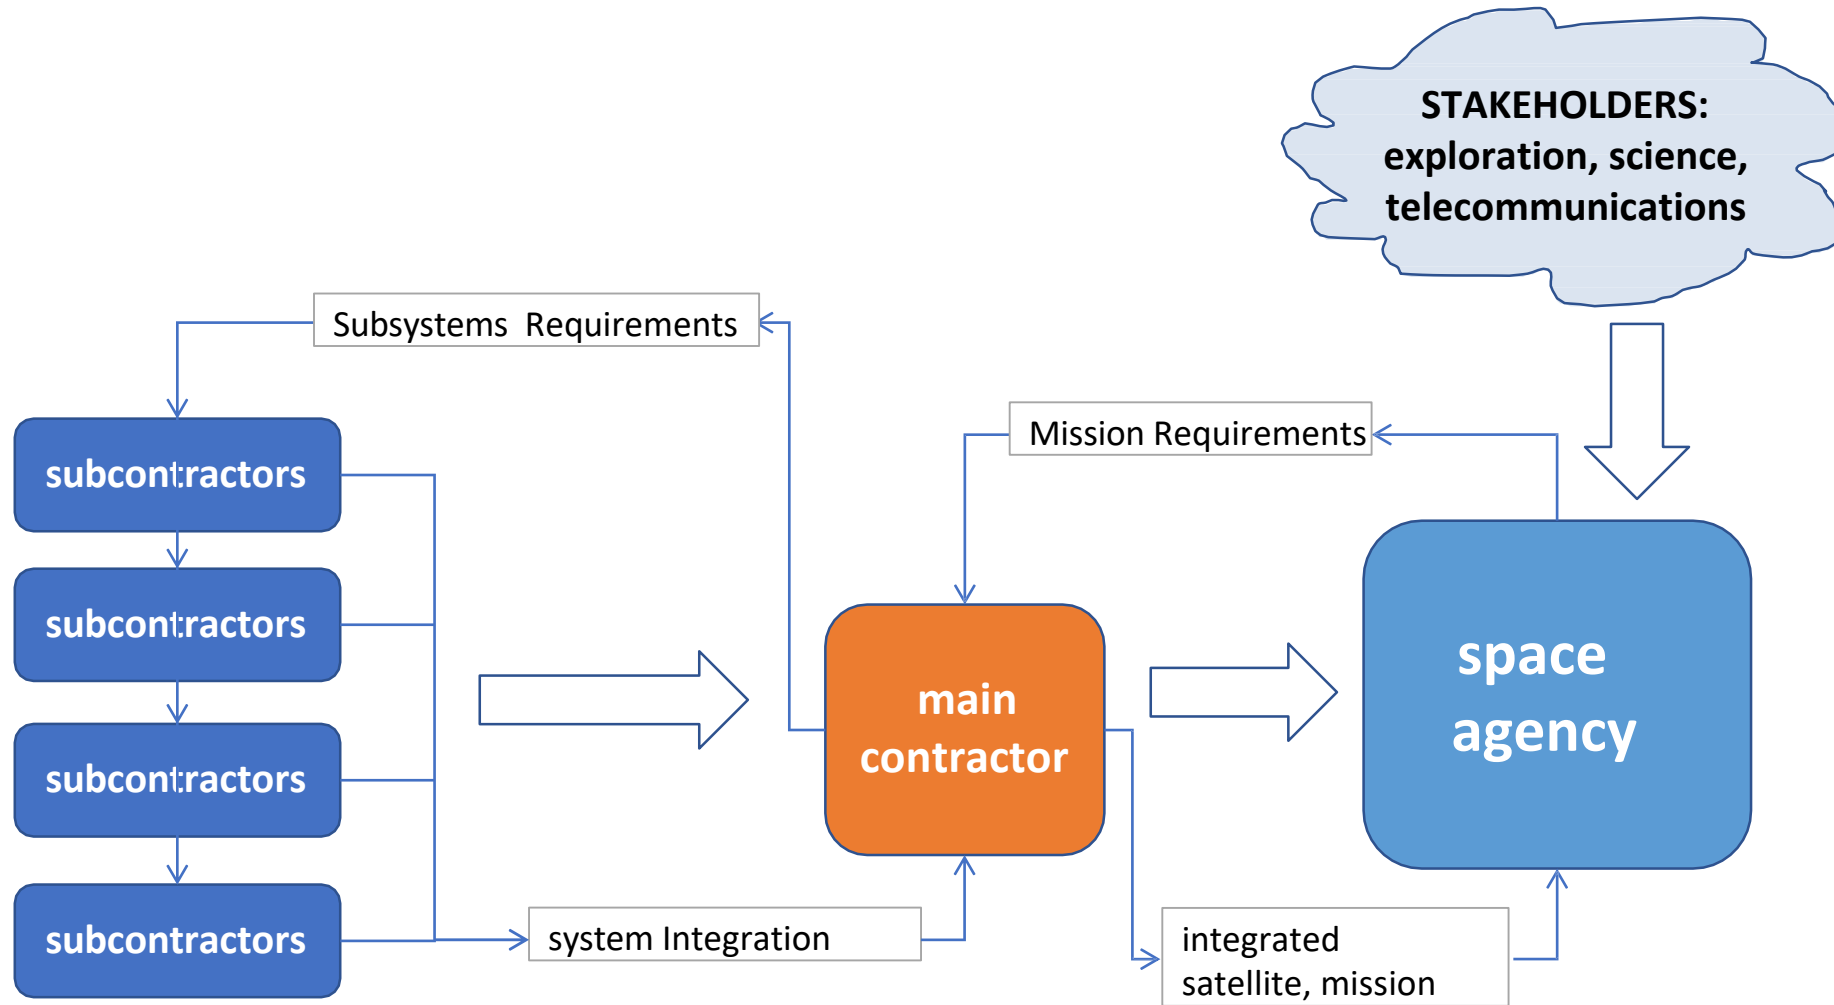 STAKEHOLDERS:
exploration, science,
telecommunications
Subsystems Requirements
Mission Requirements
subcontractors
subcontractors
subcontractors
subcontractors
main
contractor
space
agency
system Integration
integrated
satellite, mission